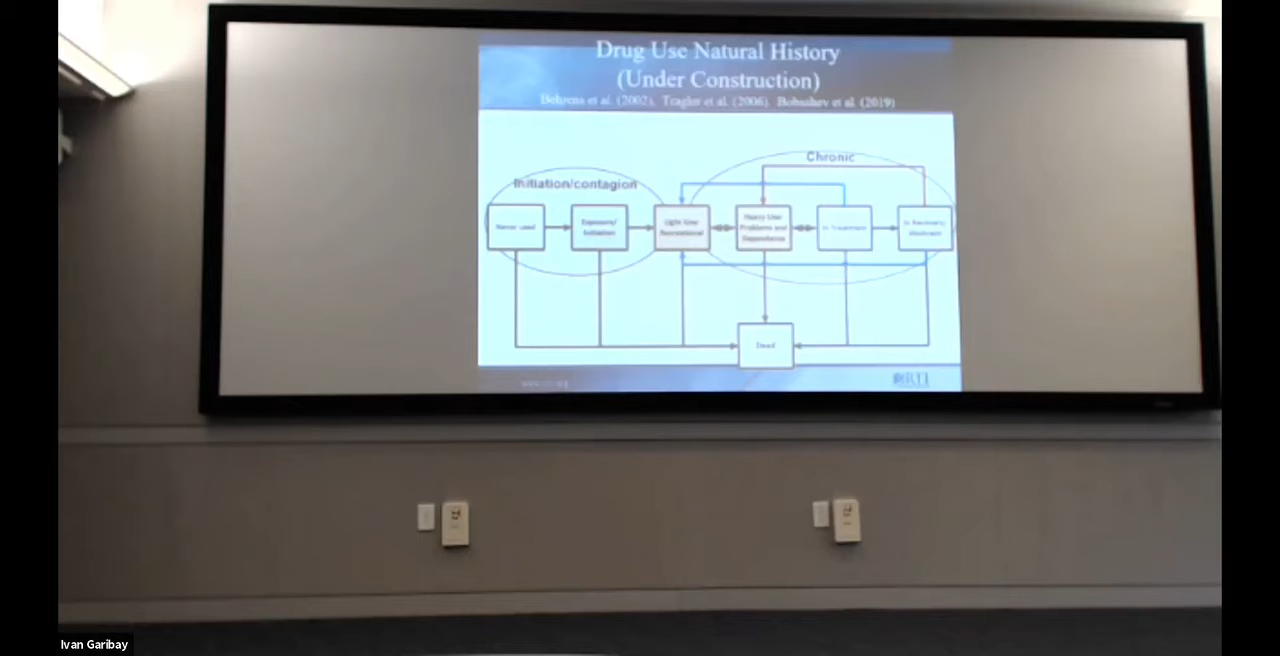 Drug Use Natural History
(Under Construction)
Behrens et al. (2002), Tragler et al. (2006), Bobashev et al. (2019)
Chronic
Initiation/contagion
Never used
Exposure/
Initiation
Light Use/
Recreational
Heavy Use/
Problems and
Dependence
In Treatment
In Recovery/
Dead
RTI
Ivan Garibay